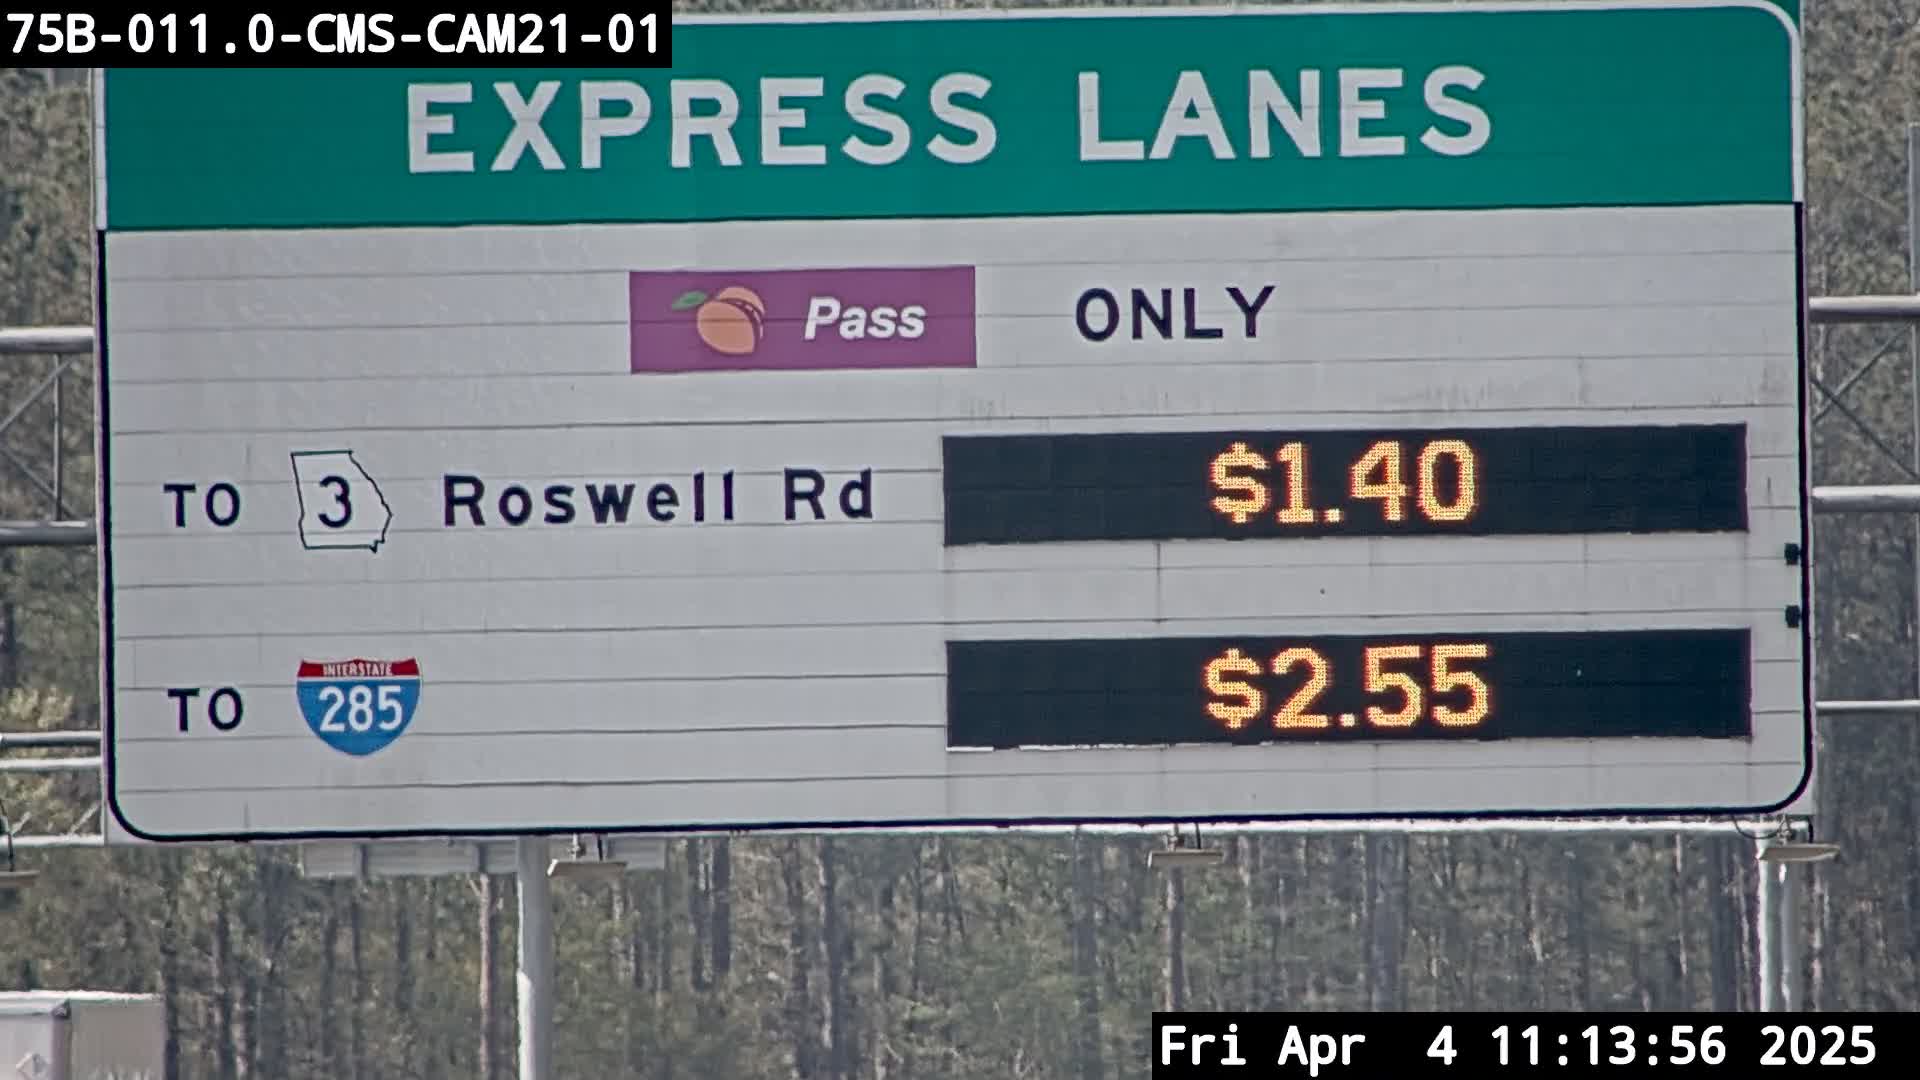 75B-011.0-CMS-CAM21-01
EXPRESS LANES
Pass ONLY
TO 3 Roswell Rd $1.40
INTERSTATE
TO 285 $2.55
Fri Apr 4 11:13:56 2025